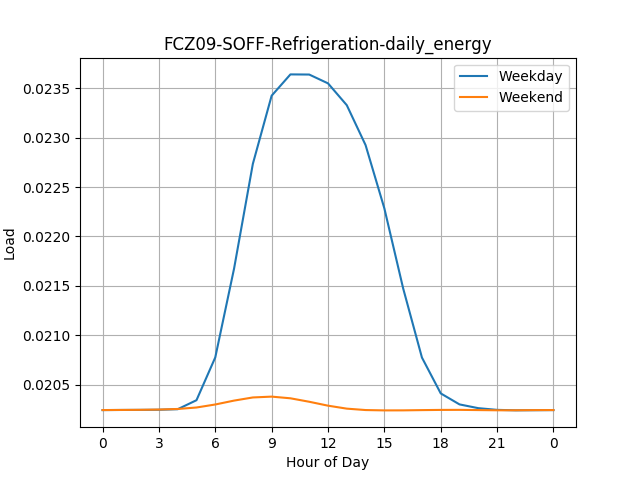 FCZ09-SOFF-Refrigeration-daily_energy
Weekday
Weekend
0.0235
0.0230
0.0225
0.0220
0.0215
0.0210
0.0205
Load
0 3 6 9 12 15 18 21 0
Hour of Day